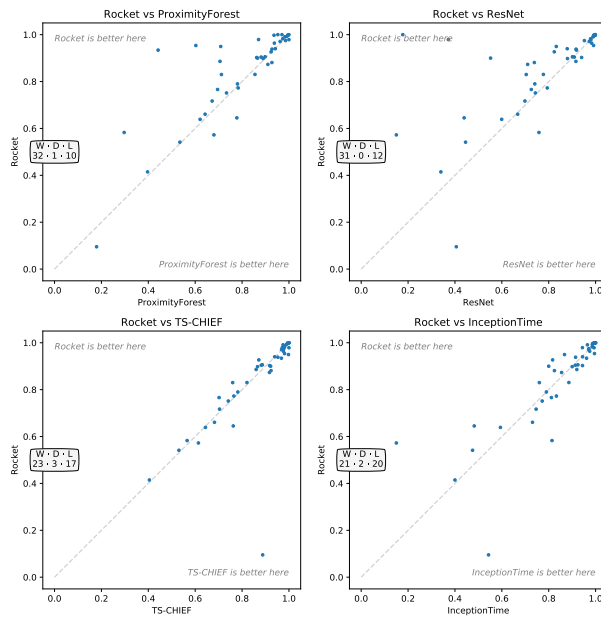 Rocket vs ProximityForest
1.0
0.8
0.6
0.4
0.2
0.0
Rocket
Rocket is better here
W · D · L
32 · 1 · 10
ProximityForest is better here
0.0 0.2 0.4 0.6 0.8 1.0
ProximityForest
Rocket vs ResNet
1.0
0.8
0.6
0.4
0.2
0.0
Rocket
Rocket is better here
W · D · L
31 · 0 · 12
ResNet is better here
0.0 0.2 0.4 0.6 0.8 1.0
ResNet
Rocket vs TS-CHIEF
1.0
0.8
0.6
0.4
0.2
0.0
Rocket
Rocket is better here
W · D · L
23 · 3 · 17
TS-CHIEF is better here
0.0 0.2 0.4 0.6 0.8 1.0
TS-CHIEF
Rocket vs InceptionTime
1.0
0.8
0.6
0.4
0.2
0.0
Rocket
Rocket is better here
W · D · L
21 · 2 · 20
InceptionTime is better here
0.0 0.2 0.4 0.6 0.8 1.0
InceptionTime